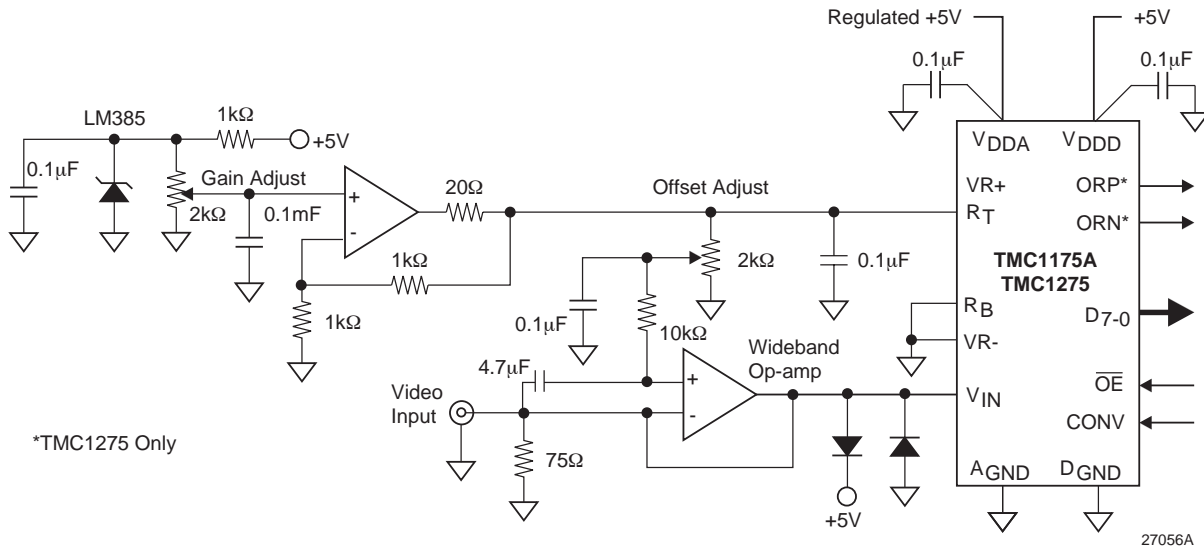 Regulated +5V
+5V
0.1µF
0.1µF
LM385
1kΩ
+5V
0.1µF
Gain Adjust
2kΩ
0.1mF
+
-
20Ω
1kΩ
1kΩ
Offset Adjust
2kΩ
0.1µF
0.1µF
10kΩ
4.7µF
Video
Input
75Ω
+
-
Wideband
Op-amp
+5V
VDDA
VDDD
VR+
ORP*
RT
ORN*
TMC1175A
TMC1275
RB
D7-0
VR-
OE
VIN
CONV
AGND
DGND
*TMC1275 Only
27056A